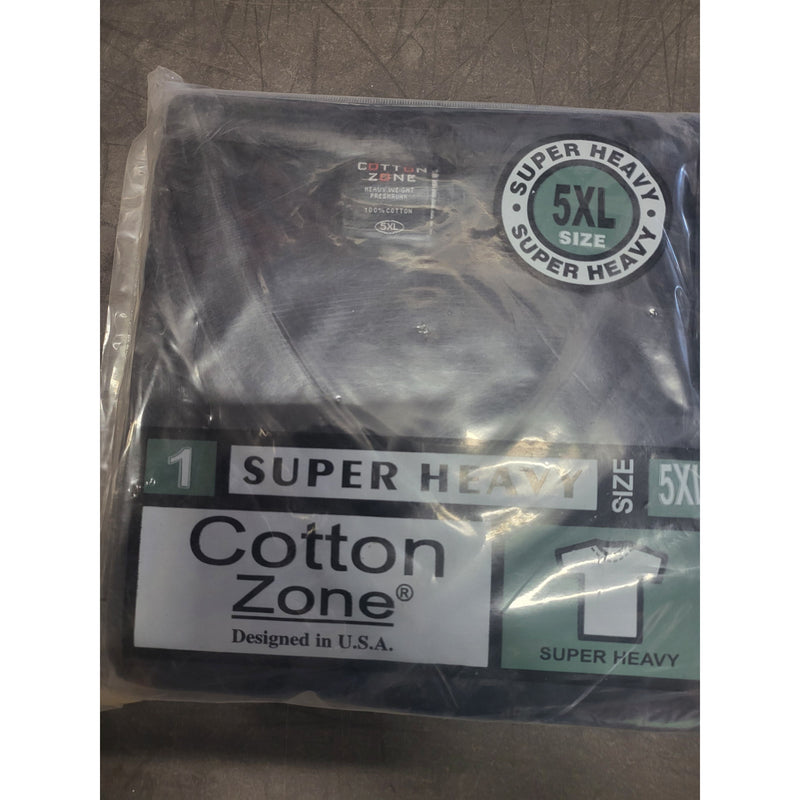 COTTON
ZONE
HEAVY WEIGHT
PRESHRUNK
100% COTTON
5XL
• SUPER HEAVY •
5XL
SIZE
SUPER HEAVY
1
SUPER HEAVY
SIZE
5XL
Cotton
Zone®
Designed in U.S.A.
SUPER HEAVY